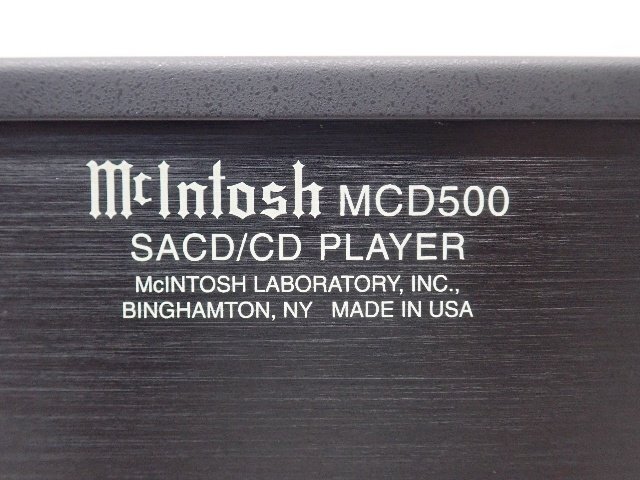 McIntosh MCD500
SACD/CD PLAYER
McINTOSH LABORATORY, INC.,
BINGHAMTON, NY MADE IN USA